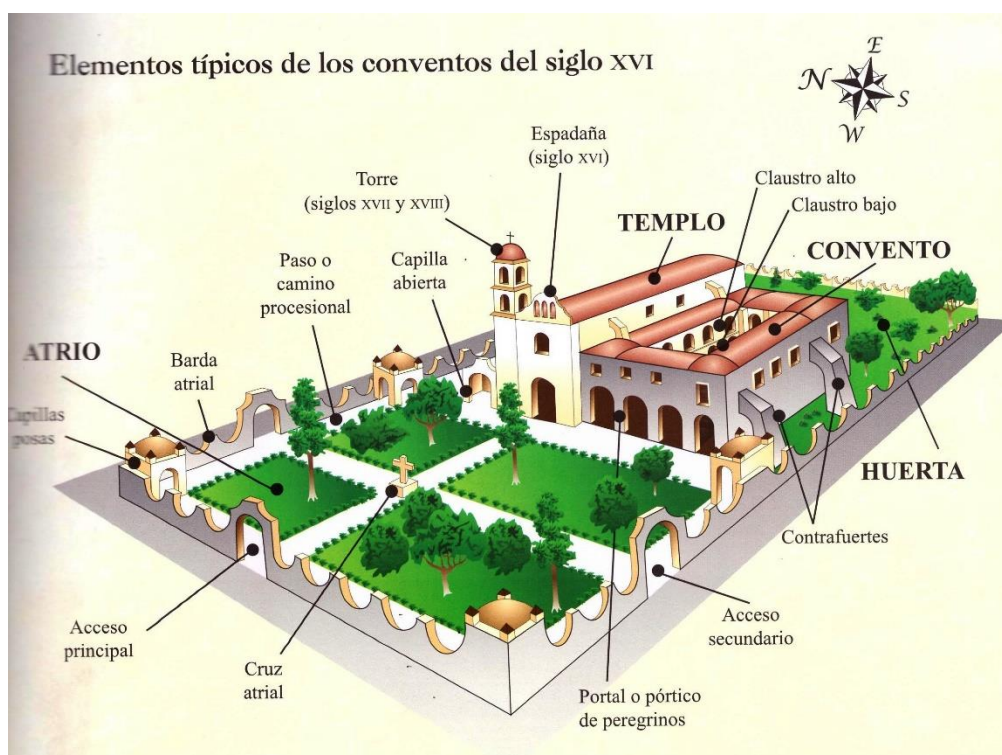 Elementos típicos de los conventos del siglo XVI
E
N
S
W
Espadaña
(siglo XVI)
Torre
(siglos XVII y XVIII)
Claustro alto
Claustro bajo
TEMPLO
CONVENTO
Paso o
camino
procesional
Capilla
abierta
ATRIO
Barda
atrial
Capillas
posas
HUERTA
Contrafuertes
Acceso
principal
Cruz
atrial
Acceso
secundario
Portal o pórtico
de peregrinos